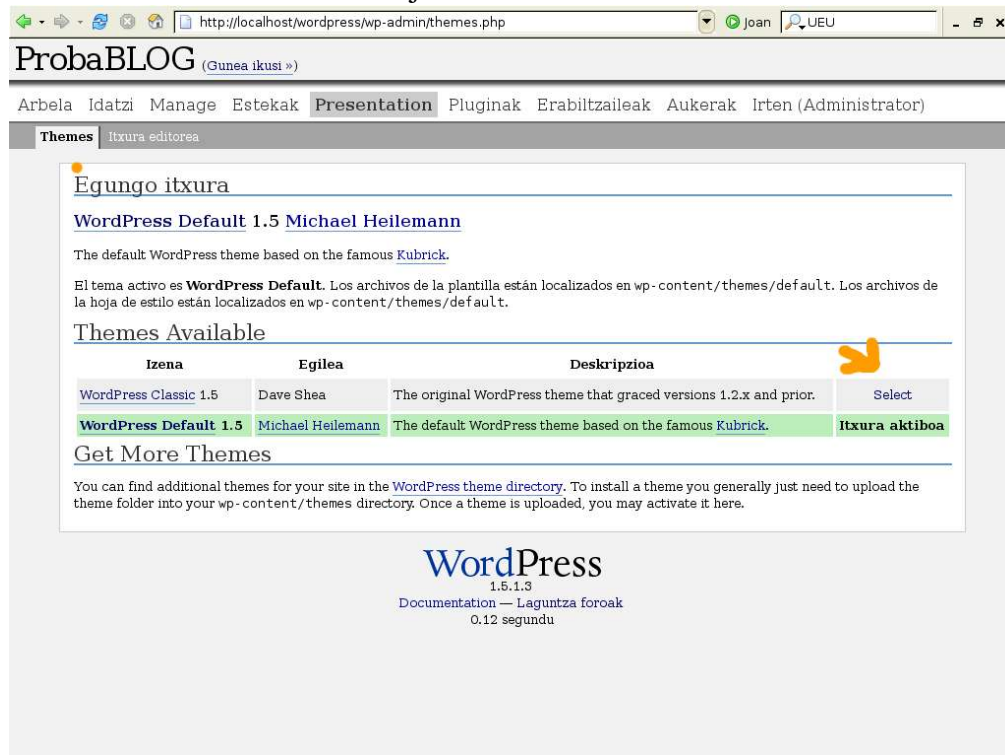 http://localhost/wordpress/wp-admin/themes.php Joan UEU
ProbaBLOG (Gunea ikusi »)
Arbela Idatzi Manage Estekak Presentation Pluginak Erabiltzaileak Aukerak Irten (Administrator)
Themes Itxura editorea
Egungo itxura
WordPress Default 1.5 Michael Heilemann
The default WordPress theme based on the famous Kubrick.
El tema activo es WordPress Default. Los archivos de la plantilla están localizados en wp-content/themes/default. Los archivos de
la hoja de estilo están localizados en wp-content/themes/default.
Themes Available
Izena Egilea Deskripzioa
WordPress Classic 1.5 Dave Shea The original WordPress theme that graced versions 1.2.x and prior. Select
WordPress Default 1.5 Michael Heilemann The default WordPress theme based on the famous Kubrick. Itxura aktiboa
Get More Themes
You can find additional themes for your site in the WordPress theme directory. To install a theme you generally just need to upload the
theme folder into your wp-content/themes directory. Once a theme is uploaded, you may activate it here.
WordPress
1.5.1.3
Documentation — Laguntza foroak
0.12 segundu